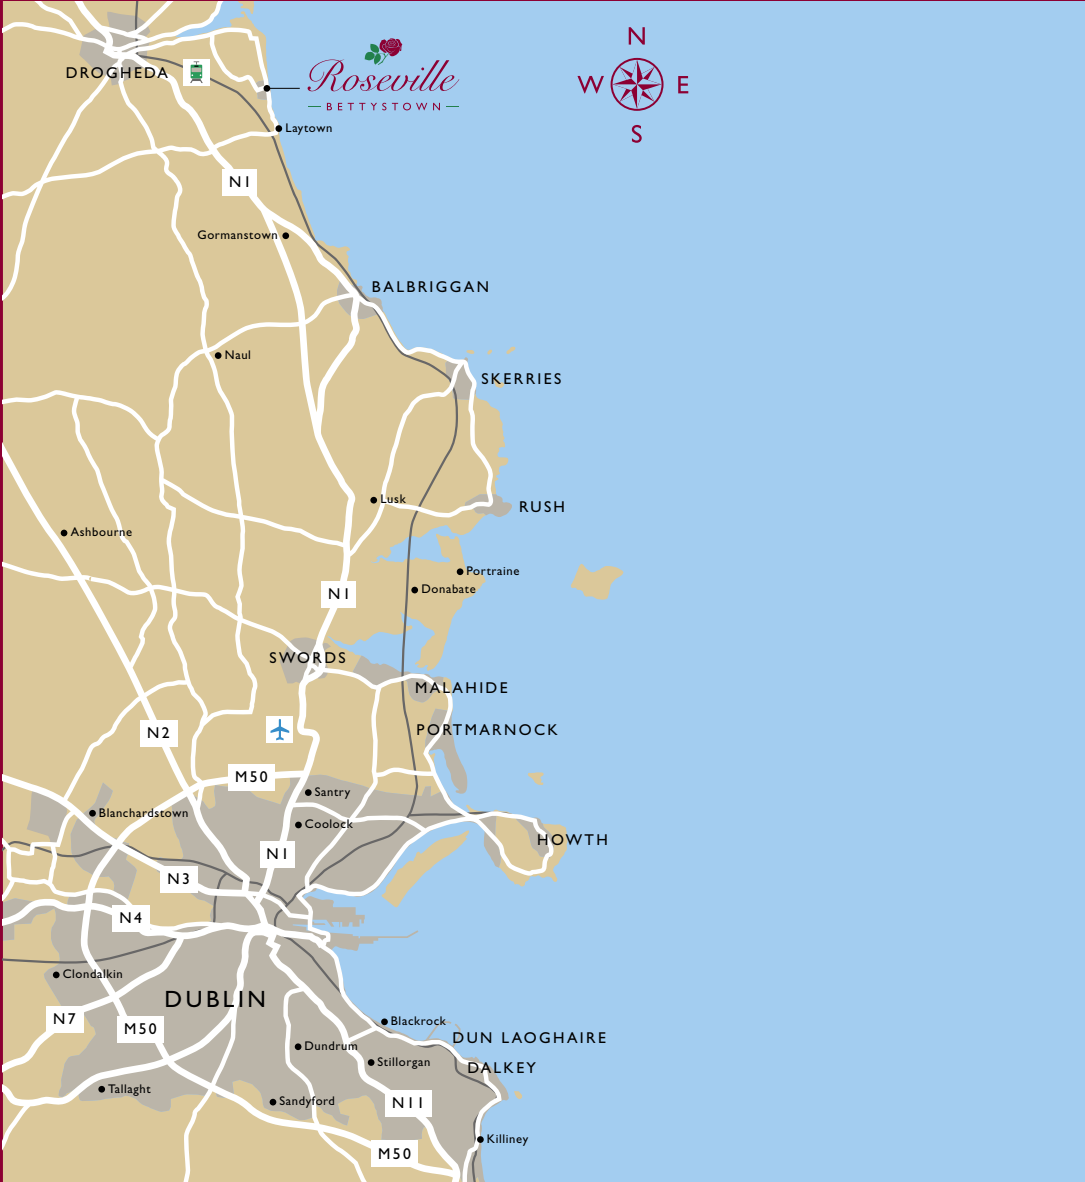 N
W E
S
DROGHEDA
Roseville
BETTYSTOWN
Laytown
N1
Gormanstown
BALBRIGGAN
Naul
SKERRIES
Lusk
RUSH
Ashbourne
Portraine
Donabate
N1
SWORDS
MALAHIDE
PORTMARNOCK
N2
M50
Santry
Blanchardstown
Coolock
HOWTH
N1
N3
N4
Clondalkin
DUBLIN
N7
M50
Blackrock
DUN LAOGHAIRE
Dundrum
Stillorgan
DALKEY
Tallaght
Sandyford
N11
Killiney
M50